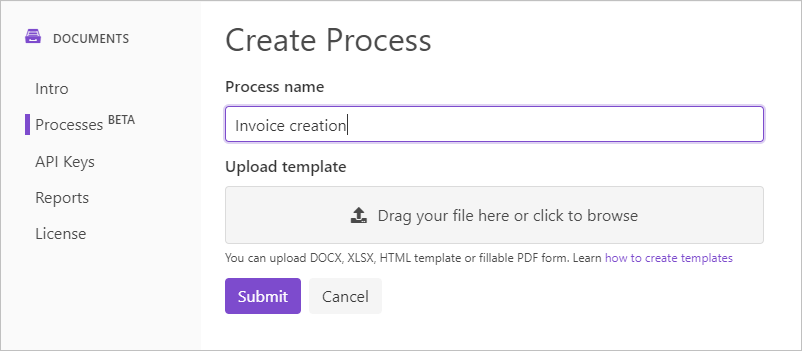 DOCUMENTS
Intro
Processes BETA
API Keys
Reports
License
Create Process
Process name
Invoice creation
Upload template
Drag your file here or click to browse
You can upload DOCX, XLSX, HTML template or fillable PDF form. Learn how to create templates
Submit Cancel